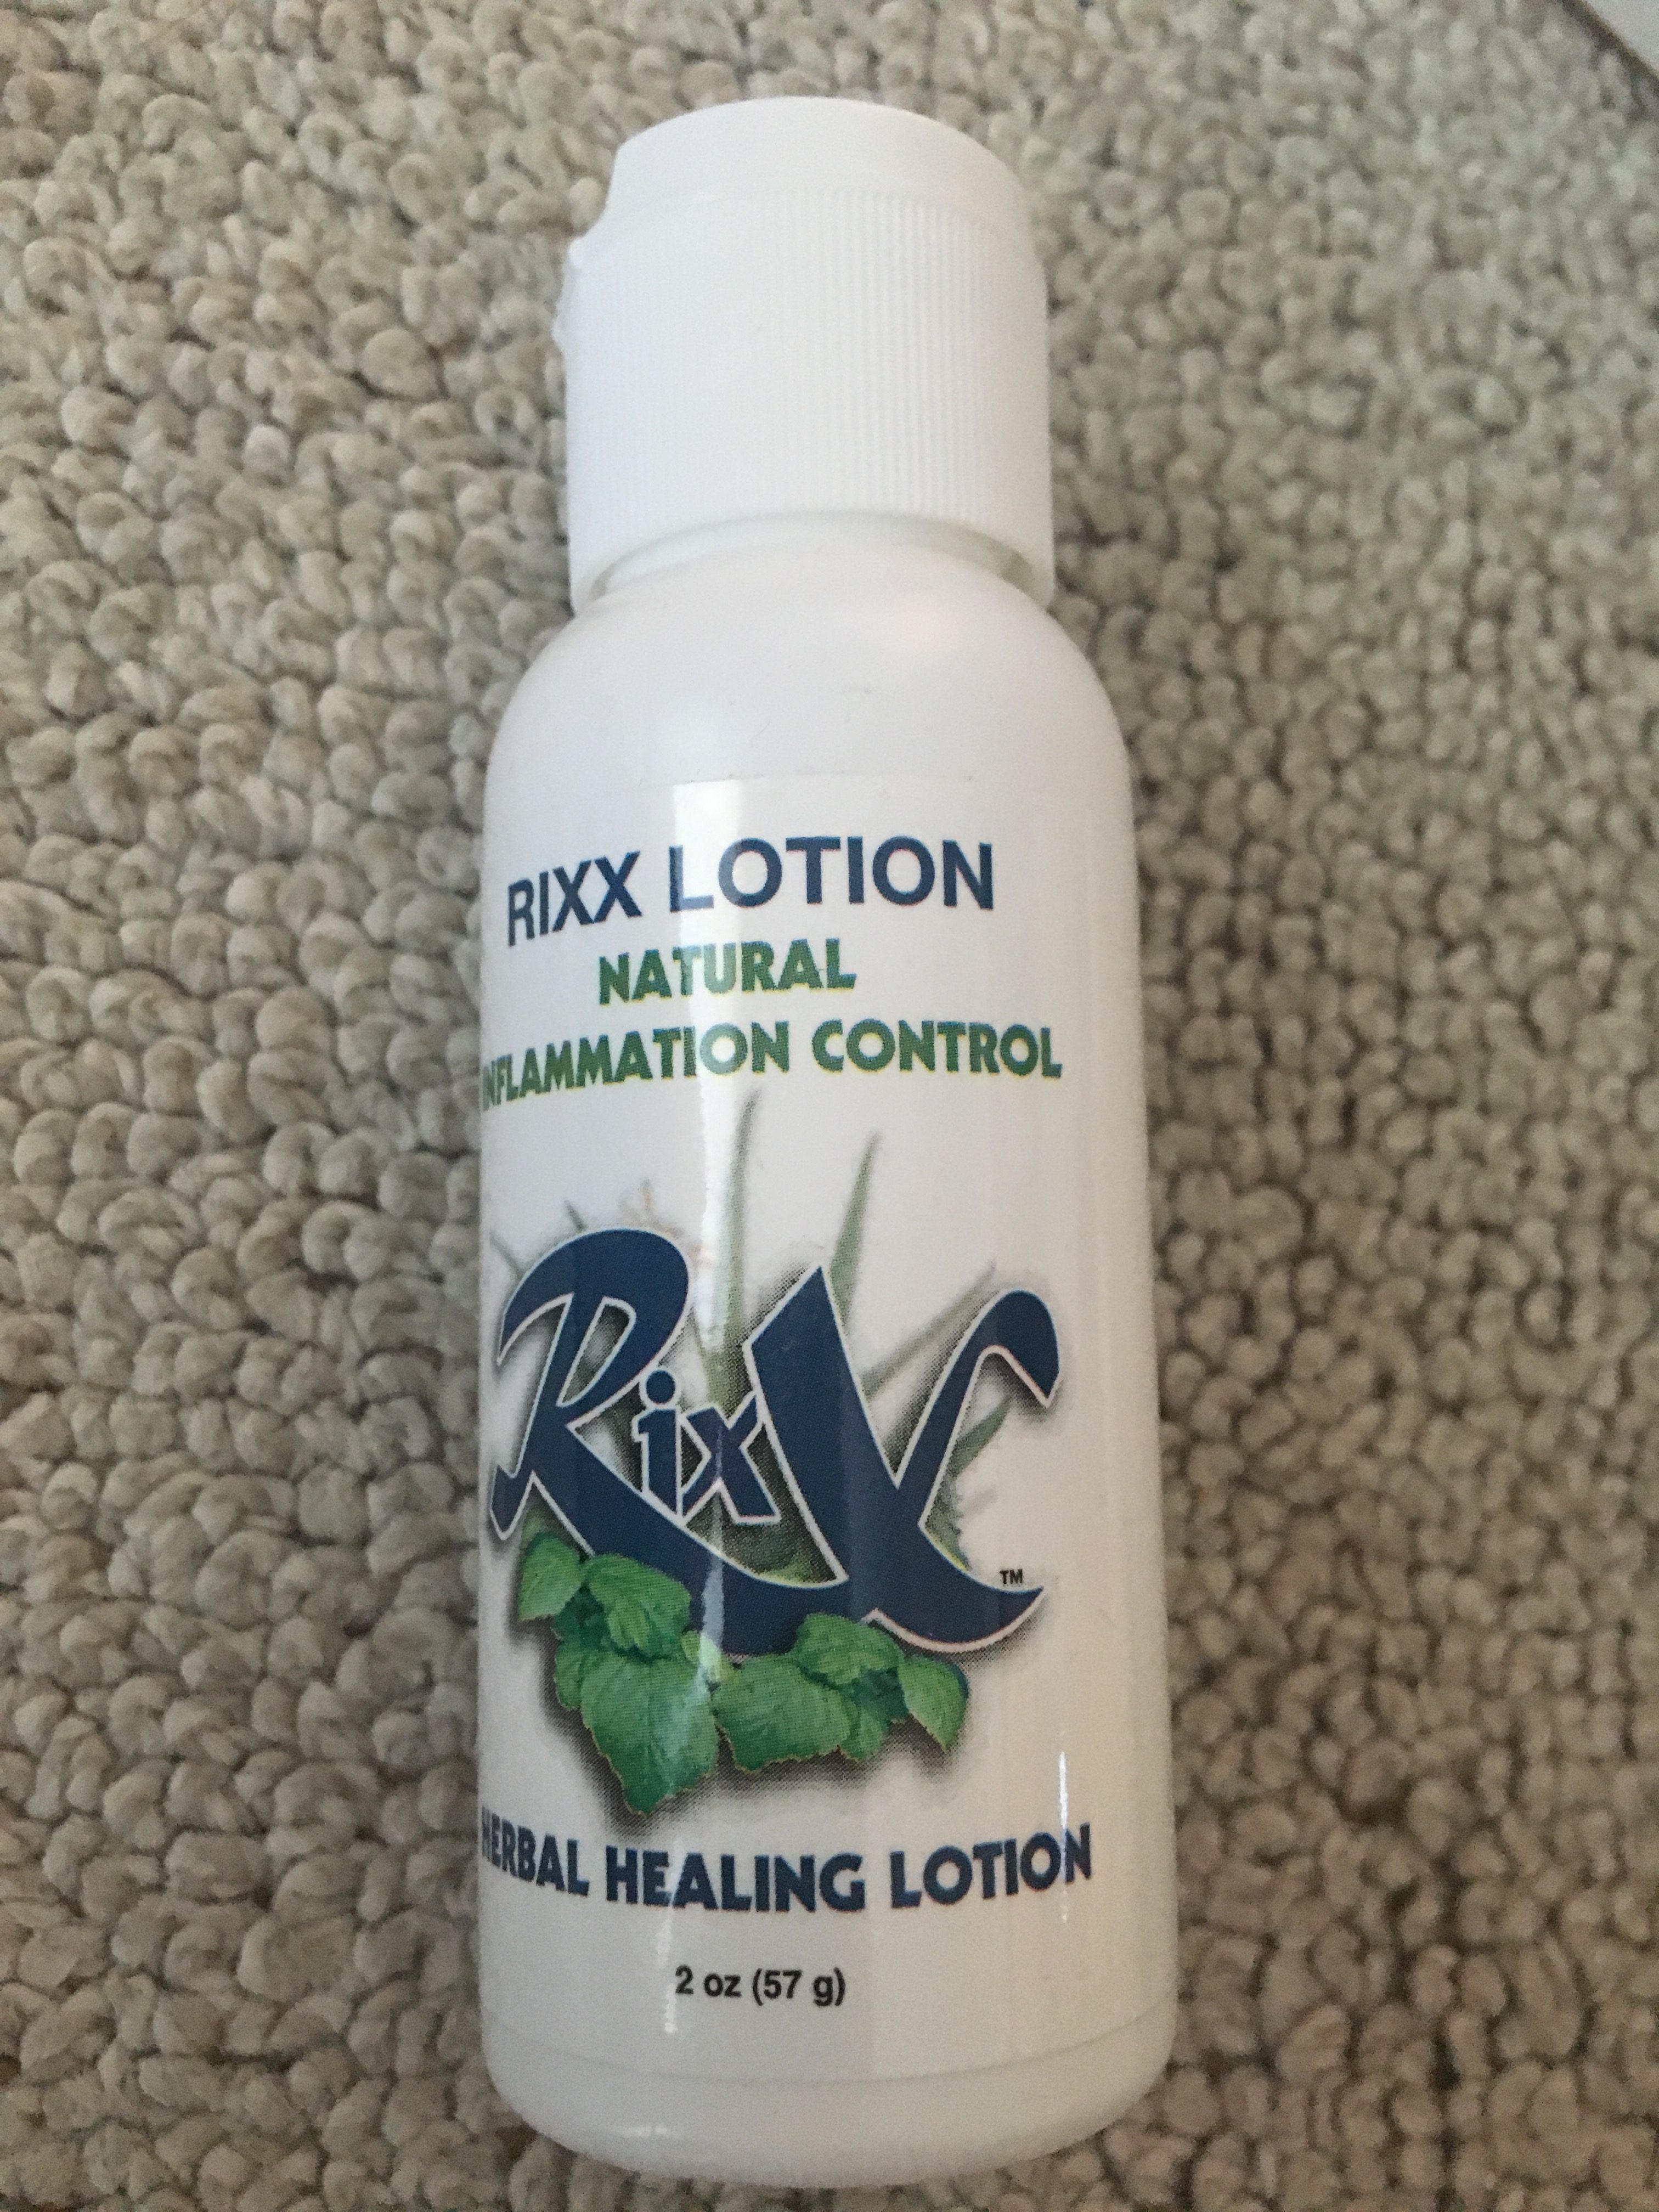 RIXX LOTION
NATURAL
INFLAMMATION CONTROL
RixX
TM
HERBAL HEALING LOTION
2 oz (57 g)